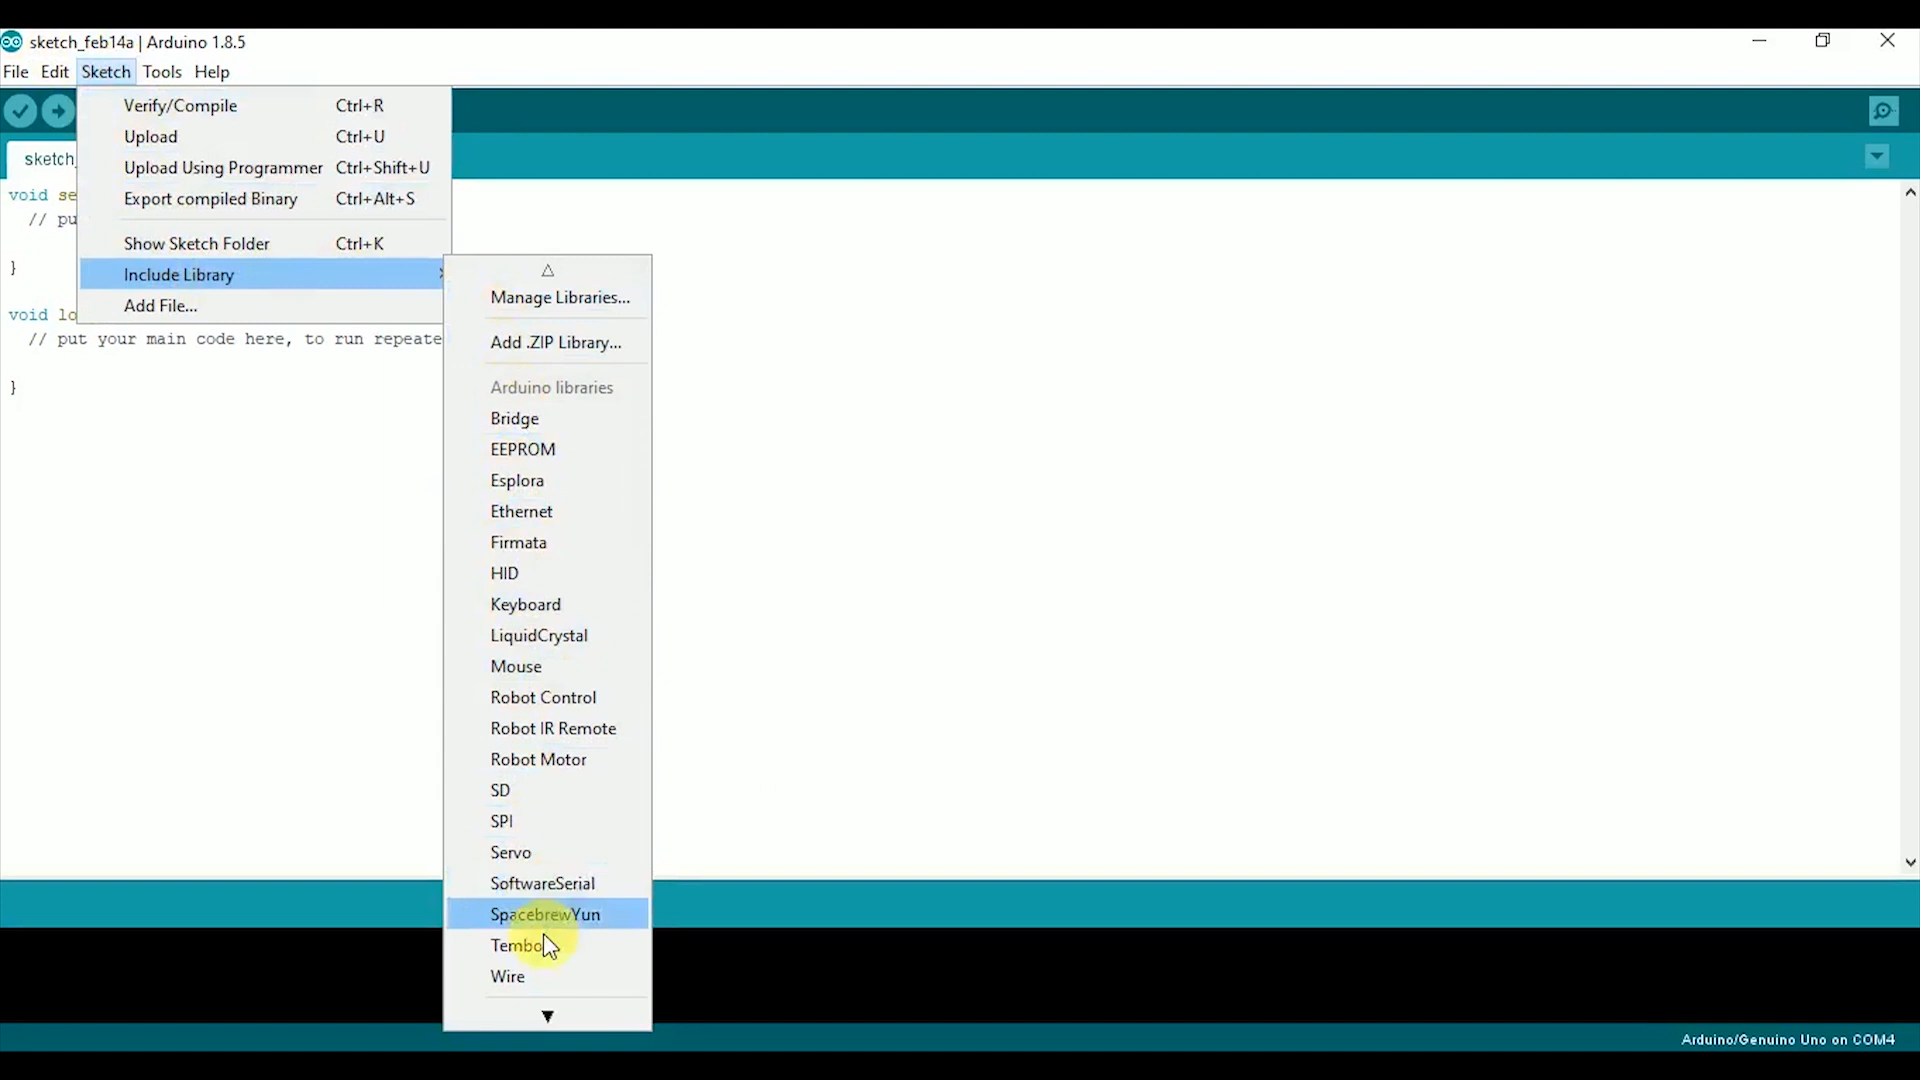 sketch_feb14a | Arduino 1.8.5
File Edit Sketch Tools Help
Verify/Compile Ctrl+R
Upload Ctrl+U
Upload Using Programmer Ctrl+Shift+U
Export compiled Binary Ctrl+Alt+S
Show Sketch Folder Ctrl+K
Include Library
Add File...
sketch_
void se
// pu
}
void lo
// put your main code here, to run repeate
}
Manage Libraries...
Add .ZIP Library...
Arduino libraries
Bridge
EEPROM
Esplora
Ethernet
Firmata
HID
Keyboard
LiquidCrystal
Mouse
Robot Control
Robot IR Remote
Robot Motor
SD
SPI
Servo
SoftwareSerial
SpacebrewYun
Tembo
Wire
Arduino/Genuino Uno on COM4